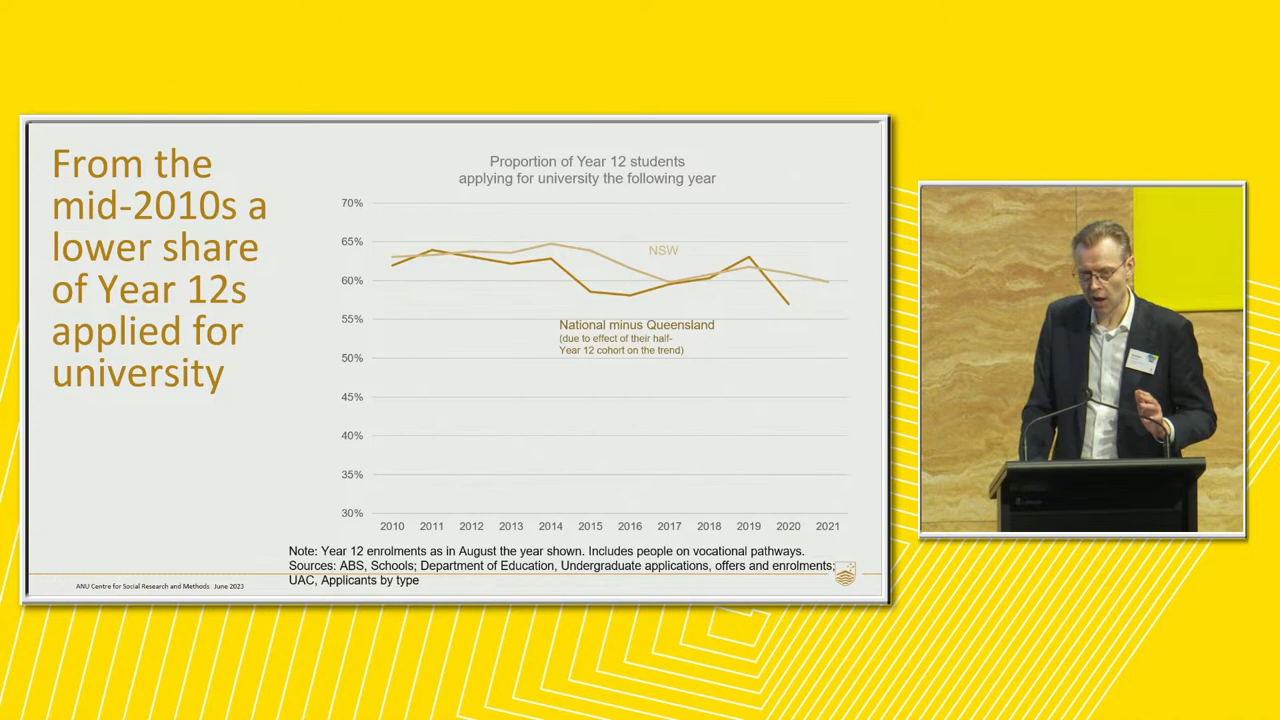 From the
mid-2010s a
lower share
of Year 12s
applied for
university
Proportion of Year 12 students
applying for university the following year
70%
65%
60%
55%
50%
45%
40%
35%
30%
NSW
National minus Queensland
(due to effect of their half-
Year 12 cohort on the trend)
2010 2011 2012 2013 2014 2015 2016 2017 2018 2019 2020 2021
Note: Year 12 enrolments as in August the year shown. Includes people on vocational pathways.
Sources: ABS, Schools; Department of Education, Undergraduate applications, offers and enrolments;
UAC, Applicants by type
ANU Centre for Social Research and Methods June 2023